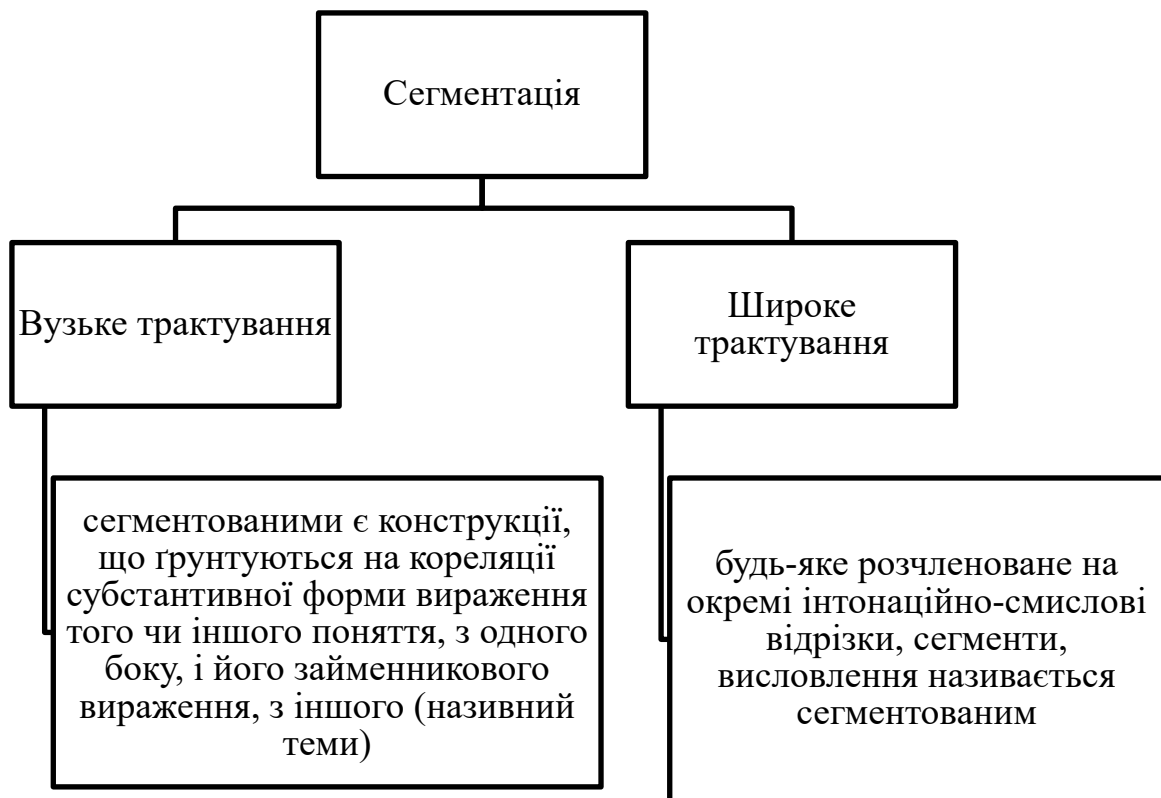 Сегментація
Вузьке трактування
Широке
трактування
сегментованими є конструкції,
що ґрунтуються на кореляції
субстантивної форми вираження
того чи іншого поняття, з одного
боку, і його займенникового
вираження, з іншого (називний
теми)
будь-яке розчленоване на
окремі інтонаційно-смислові
відрізки, сегменти,
висловлення називається
сегментованим